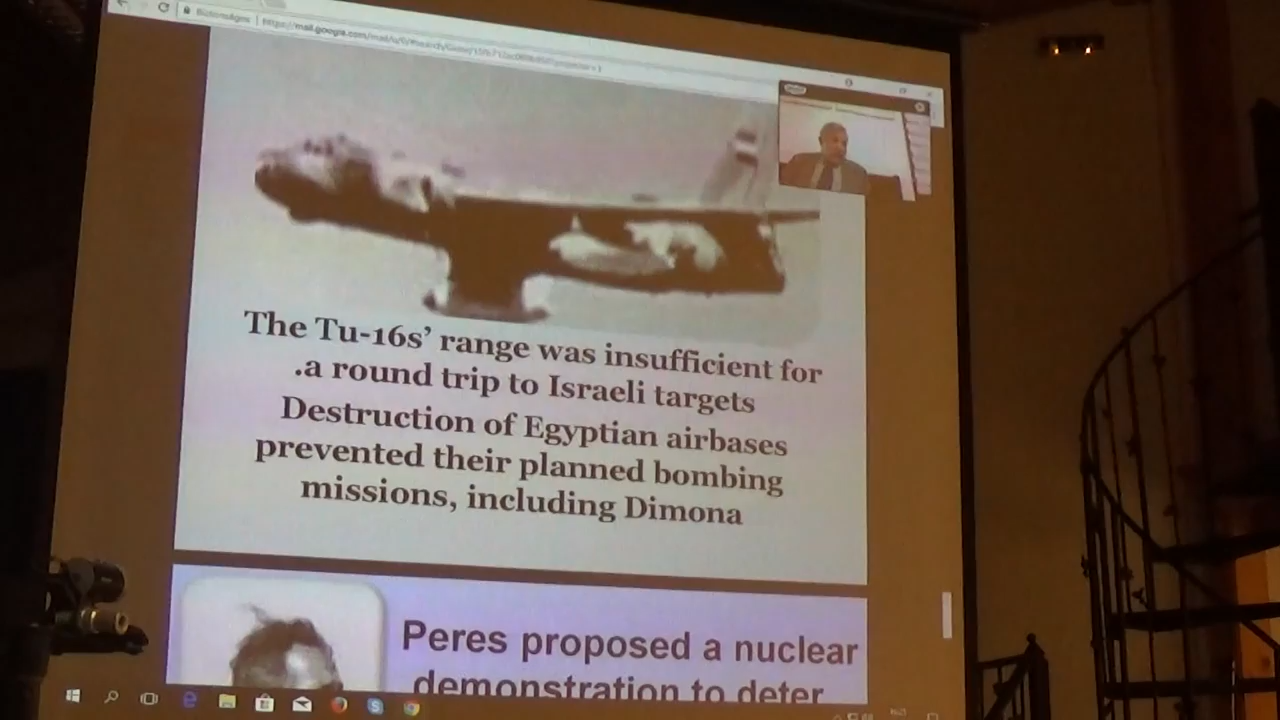 The Tu-16s' range was insufficient for
.a round trip to Israeli targets
Destruction of Egyptian airbases
prevented their planned bombing
missions, including Dimona
Peres proposed a nuclear
demonstration to deter